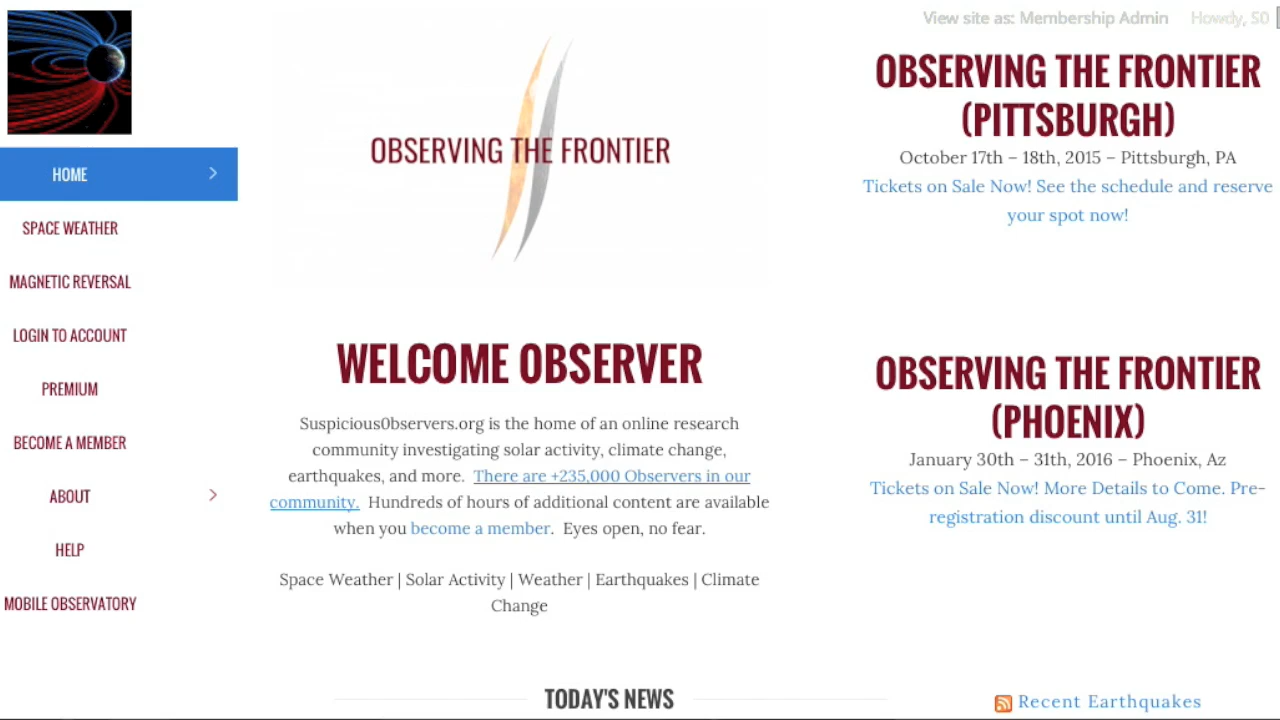 View site as: Membership Admin
Howdy, S0
HOME
SPACE WEATHER
MAGNETIC REVERSAL
LOGIN TO ACCOUNT
PREMIUM
BECOME A MEMBER
ABOUT
HELP
MOBILE OBSERVATORY
OBSERVING THE FRONTIER
WELCOME OBSERVER
Suspicious0bservers.org is the home of an online research
community investigating solar activity, climate change,
earthquakes, and more. There are +235,000 Observers in our
community. Hundreds of hours of additional content are available
when you become a member. Eyes open, no fear.
Space Weather | Solar Activity | Weather | Earthquakes | Climate
Change
TODAY'S NEWS
OBSERVING THE FRONTIER
(PITTSBURGH)
October 17th – 18th, 2015 – Pittsburgh, PA
Tickets on Sale Now! See the schedule and reserve
your spot now!
OBSERVING THE FRONTIER
(PHOENIX)
January 30th – 31th, 2016 – Phoenix, Az
Tickets on Sale Now! More Details to Come. Pre-
registration discount until Aug. 31!
Recent Earthquakes